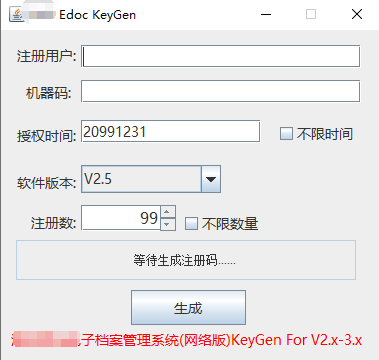 Edoc KeyGen
注册用户:
机器码:
授权时间: 20991231 不限时间
软件版本: V2.5
注册数: 99 不限数量
等待生成注册码......
生成
子档案管理系统(网络版)KeyGen For V2.x-3.x